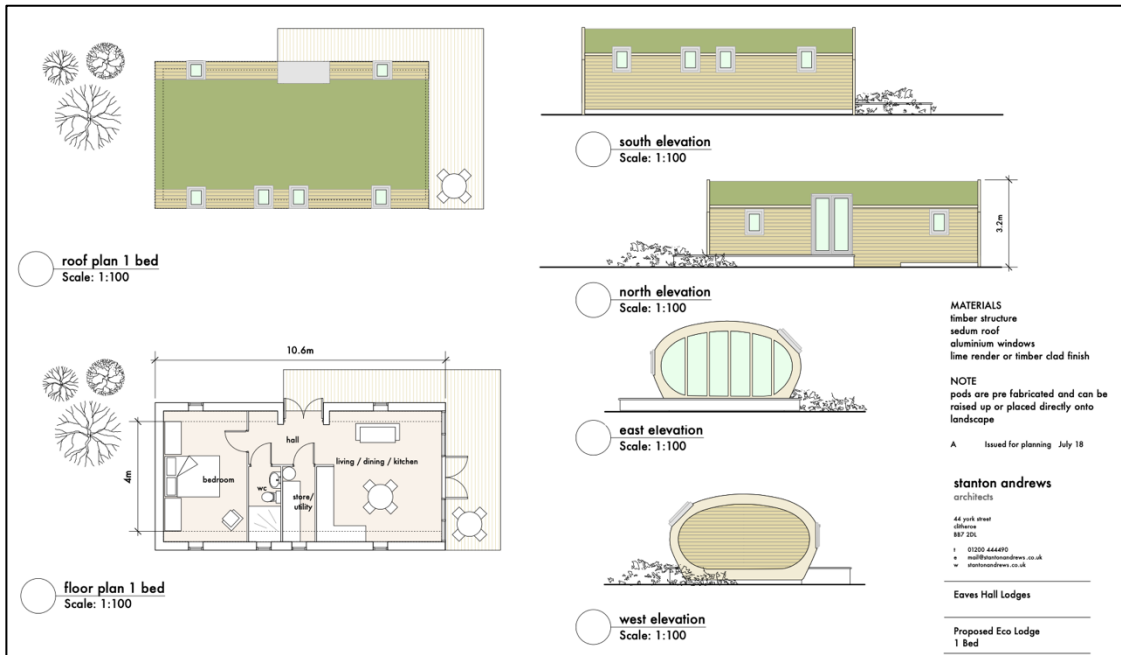 roof plan 1 bed
Scale: 1:100
10.6m
4m
hall
living / dining / kitchen
bedroom
wc
store/
utility
floor plan 1 bed
Scale: 1:100
south elevation
Scale: 1:100
3.2m
north elevation
Scale: 1:100
east elevation
Scale: 1:100
west elevation
Scale: 1:100
MATERIALS
timber structure
sedum roof
aluminium windows
lime render or timber clad finish
NOTE
pods are pre fabricated and can be
raised up or placed directly onto
landscape
A Issued for planning July 18
stanton andrews
architects
44 york street
clitheroe
BB7 2DL
t 01200 444490
e mail@stantonandrews.co.uk
w stantonandrews.co.uk
Eaves Hall Lodges
Proposed Eco Lodge
1 Bed